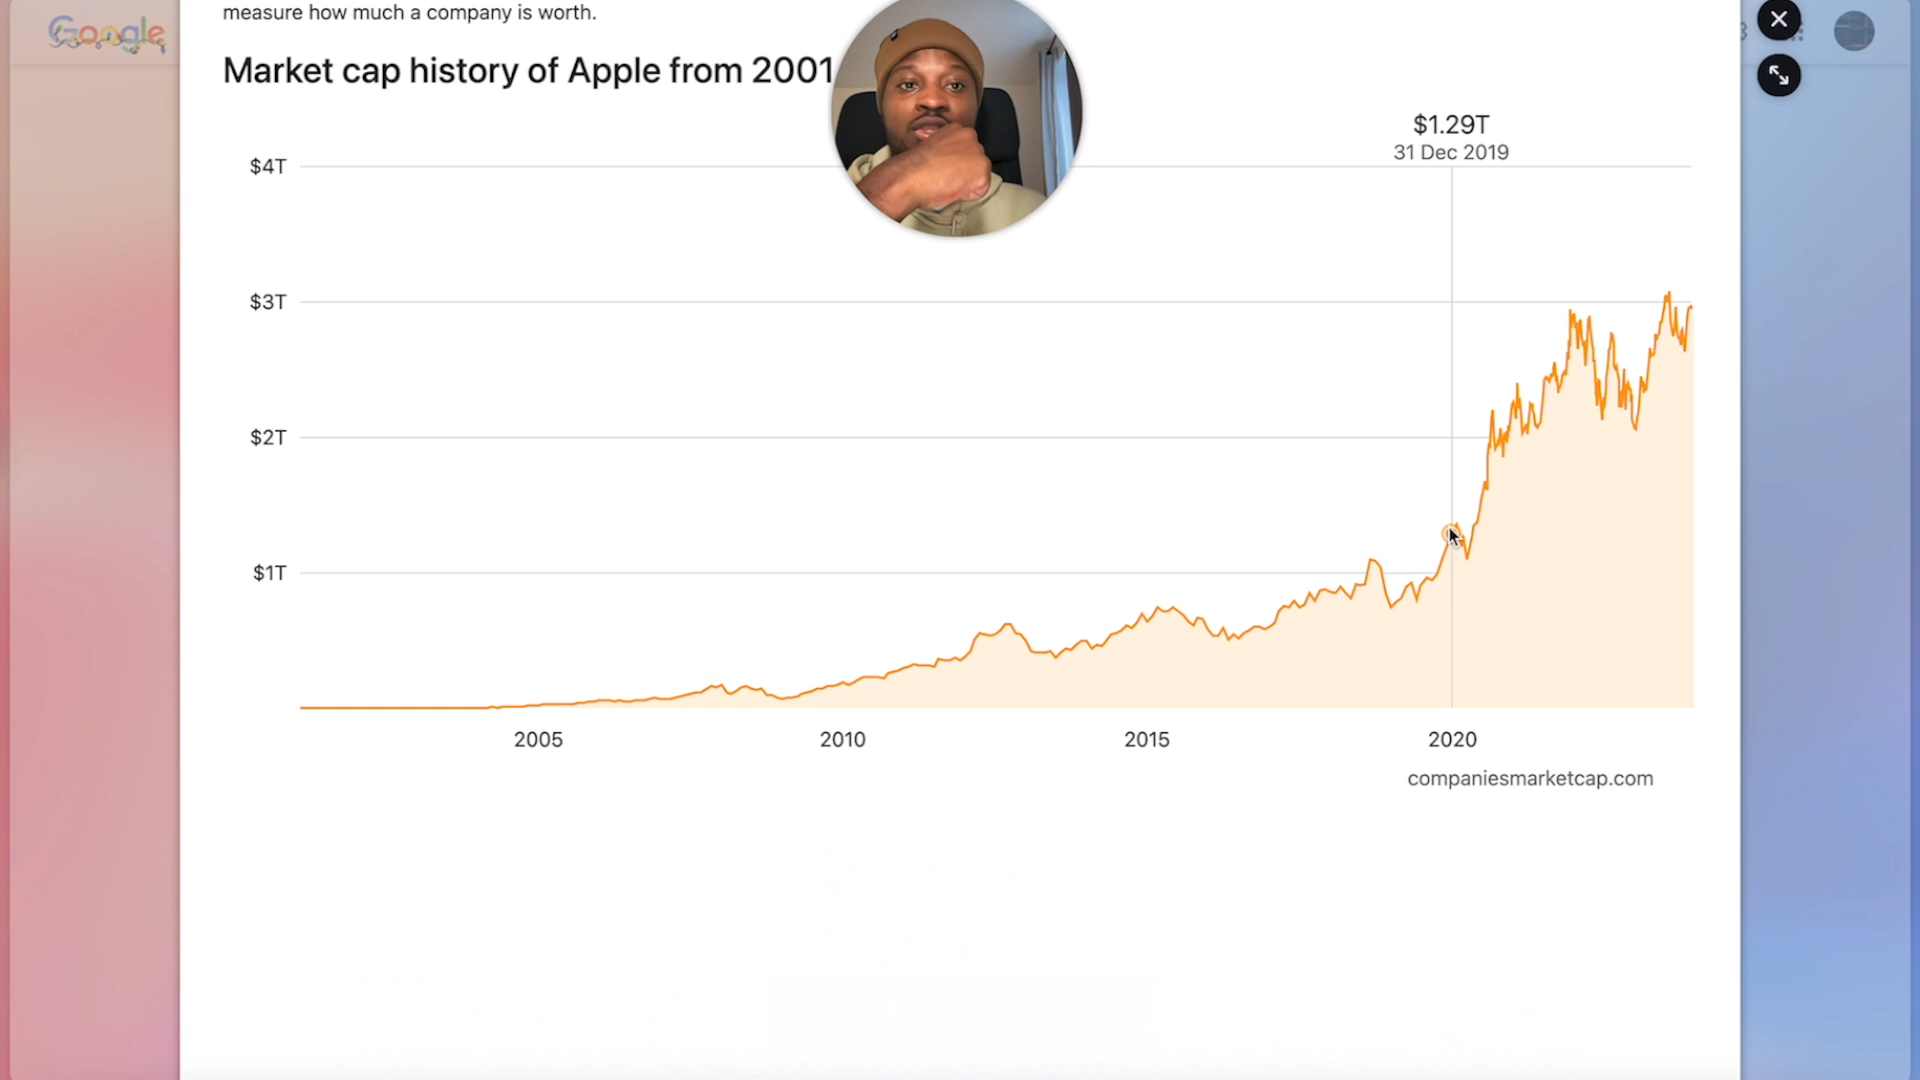 measure how much a company is worth.
Google
Market cap history of Apple from 2001
$1.29T
31 Dec 2019
$4T
$3T
$2T
$1T
2005 2010 2015 2020
companiesmarketcap.com